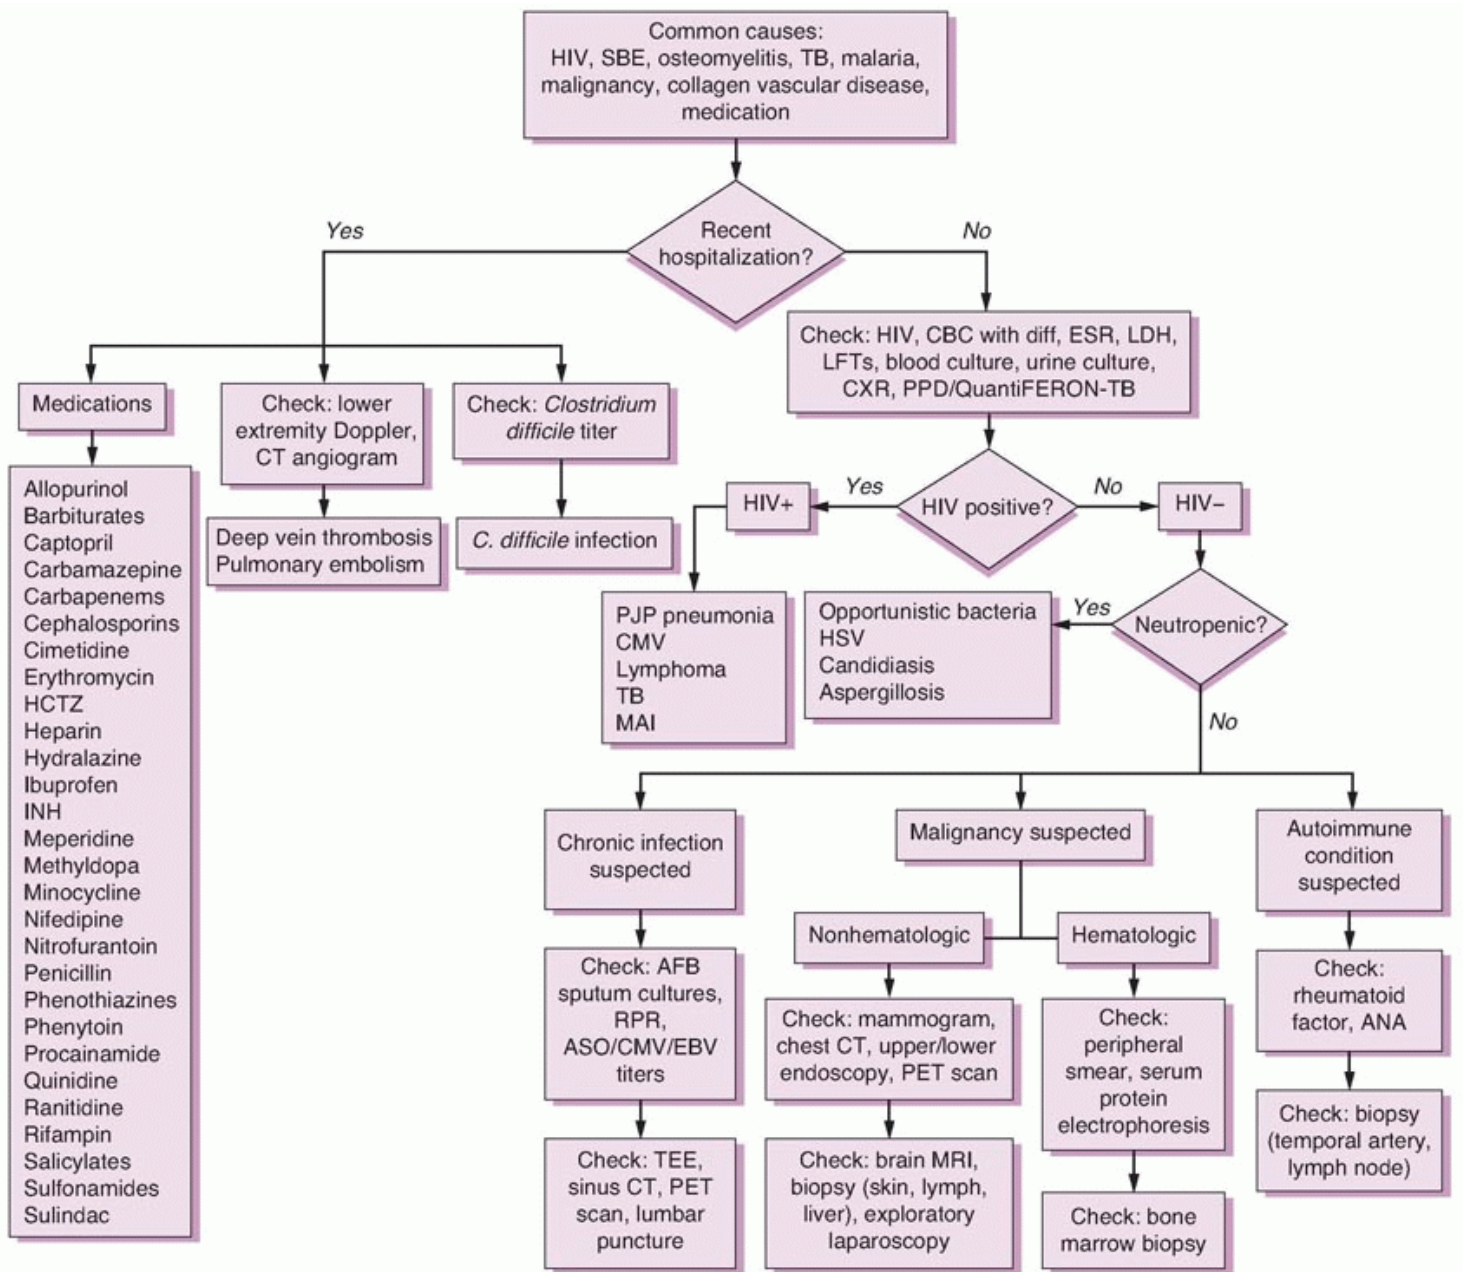 Common causes:
HIV, SBE, osteomyelitis, TB, malaria,
malignancy, collagen vascular disease,
medication
Recent
hospitalization?
Yes
No
Medications
Allopurinol
Barbiturates
Captopril
Carbamazepine
Carbapenems
Cephalosporins
Cimetidine
Erythromycin
HCTZ
Heparin
Hydralazine
Ibuprofen
INH
Meperidine
Methyldopa
Minocycline
Nifedipine
Nitrofurantoin
Penicillin
Phenothiazines
Phenytoin
Procainamide
Quinidine
Ranitidine
Rifampin
Salicylates
Sulfonamides
Sulindac
Check: lower
extremity Doppler,
CT angiogram
Deep vein thrombosis
Pulmonary embolism
Check: Clostridium
difficile titer
C. difficile infection
Check: HIV, CBC with diff, ESR, LDH,
LFTs, blood culture, urine culture,
CXR, PPD/QuantiFERON-TB
HIV positive?
Yes
No
HIV+
HIV−
PJP pneumonia
CMV
Lymphoma
TB
MAI
Neutropenic?
Yes
No
Opportunistic bacteria
HSV
Candidiasis
Aspergillosis
Chronic infection
suspected
Check: AFB
sputum cultures,
RPR,
ASO/CMV/EBV
titers
Check: TEE,
sinus CT, PET
scan, lumbar
puncture
Malignancy suspected
Nonhematologic
Check: mammogram,
chest CT, upper/lower
endoscopy, PET scan
Check: brain MRI,
biopsy (skin, lymph,
liver), exploratory
laparoscopy
Hematologic
Check:
peripheral
smear, serum
protein
electrophoresis
Check: bone
marrow biopsy
Autoimmune
condition
suspected
Check:
rheumatoid
factor, ANA
Check: biopsy
(temporal artery,
lymph node)